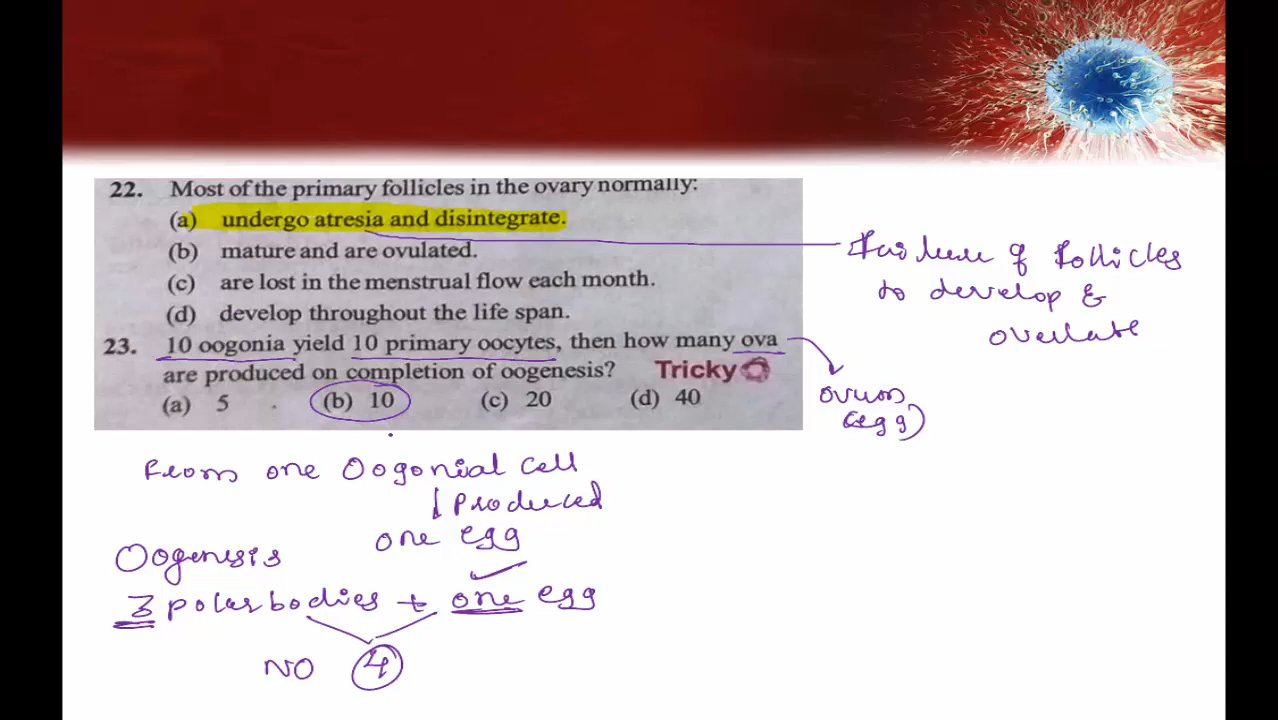 22. Most of the primary follicles in the ovary normally:
(a) undergo atresia and disintegrate.
(b) mature and are ovulated.
(c) are lost in the menstrual flow each month.
(d) develop throughout the life span.
23. 10 oogonia yield 10 primary oocytes, then how many ova
are produced on completion of oogenesis? Tricky
(a) 5 (b) 10 (c) 20 (d) 40
Failure of follicles
to develop &
ovulate
ovum
(egg)
From one Oogonial cell
Produced
one egg
Oogenesis
3 polar bodies + one egg
NO 4